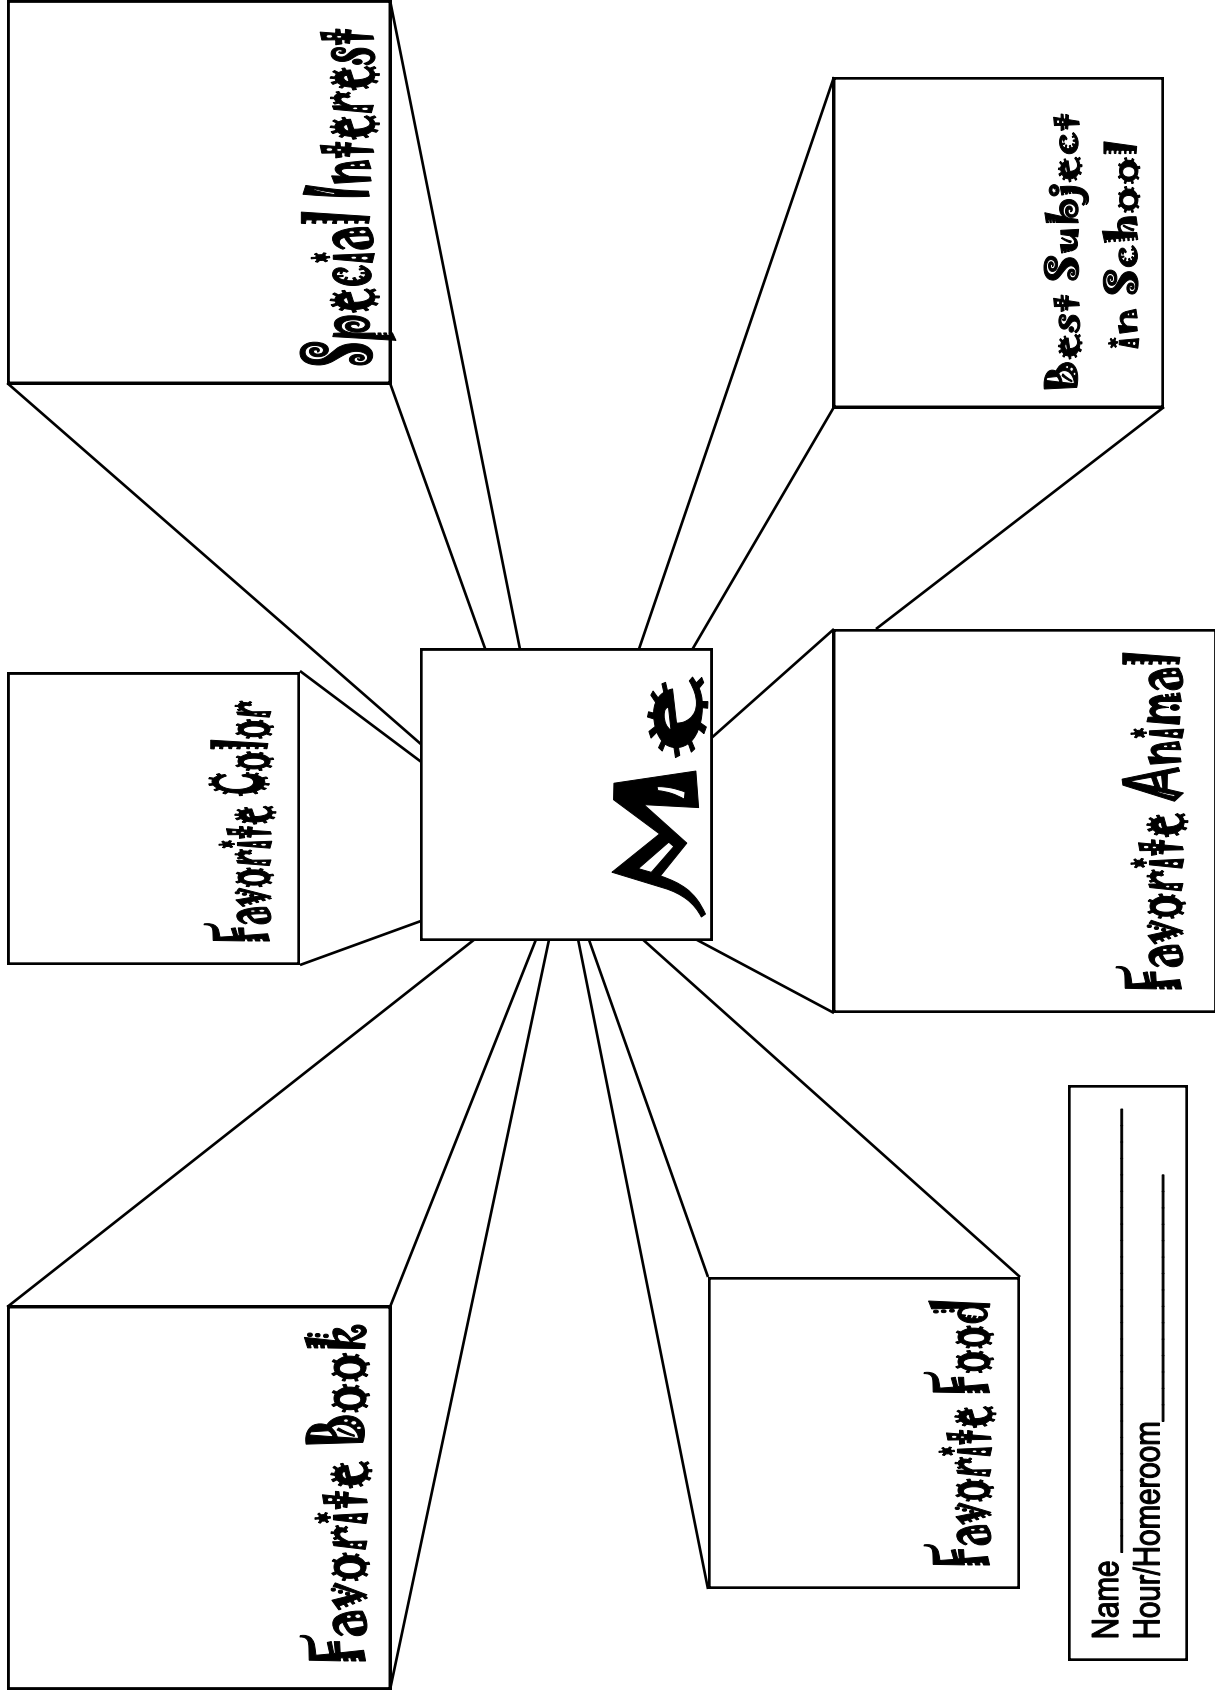 Favorite Book
Favorite Color
Special Interest
Me
Favorite Food
Favorite Animal
Best Subject
in School
Name
Hour/Homeroom